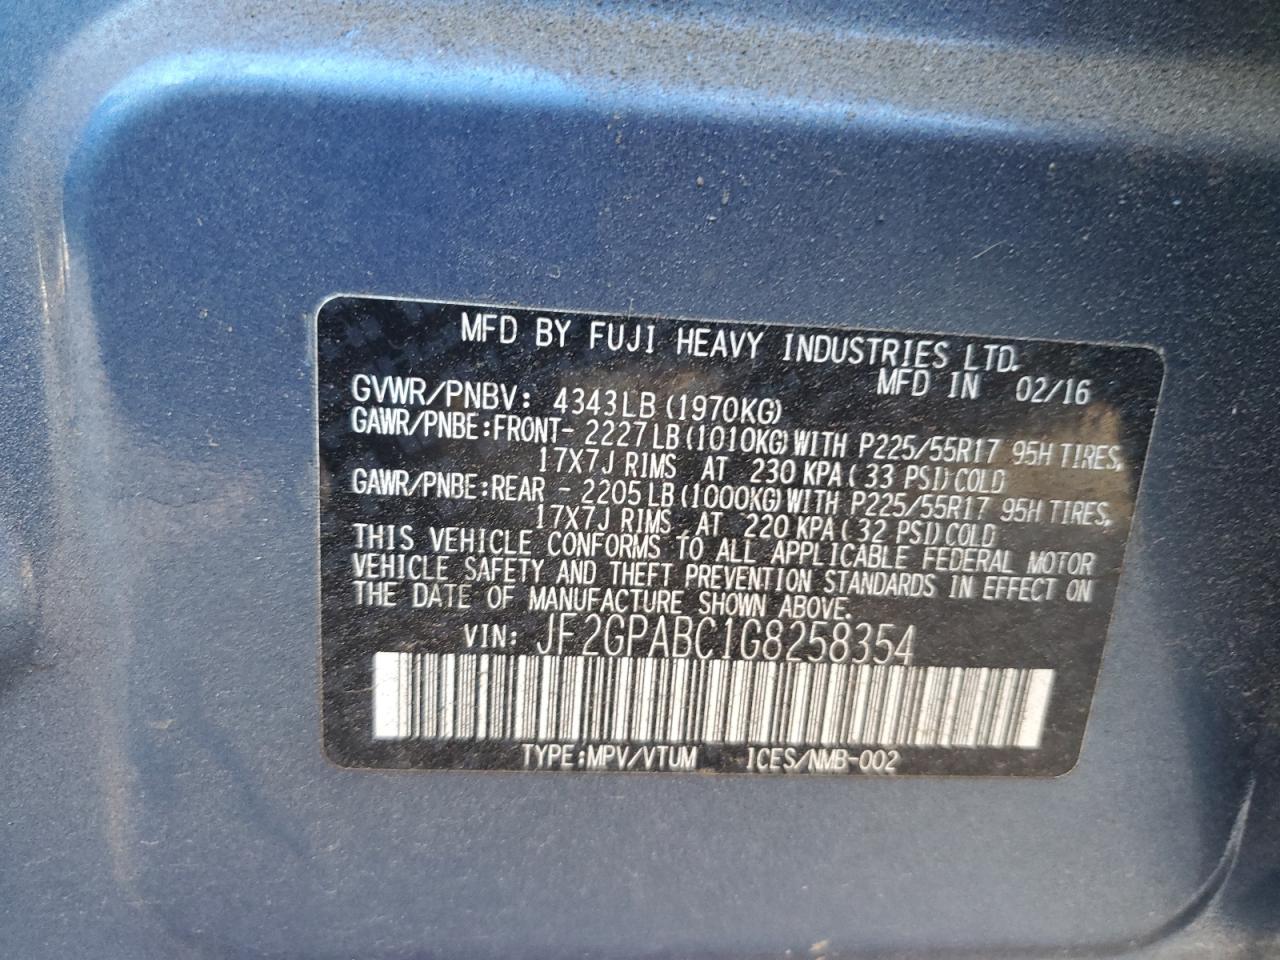 MFD BY FUJI HEAVY INDUSTRIES LTD.
MFD IN 02/16
GVWR/PNBV: 4343LB(1970KG)
GAWR/PNBE:FRONT- 2227LB(1010KG)WITH P225/55R17 95H TIRES,
17X7J RIMS AT 230 KPA(33 PSI)COLD
GAWR/PNBE:REAR - 2205LB(1000KG)WITH P225/55R17 95H TIRES,
17X7J RIMS AT 220 KPA(32 PSI)COLD
THIS VEHICLE CONFORMS TO ALL APPLICABLE FEDERAL MOTOR
VEHICLE SAFETY AND THEFT PREVENTION STANDARDS IN EFFECT ON
THE DATE OF MANUFACTURE SHOWN ABOVE.
VIN: JF2GPABC1G8258354
TYPE:MPV/VTUM ICES/NMB-002